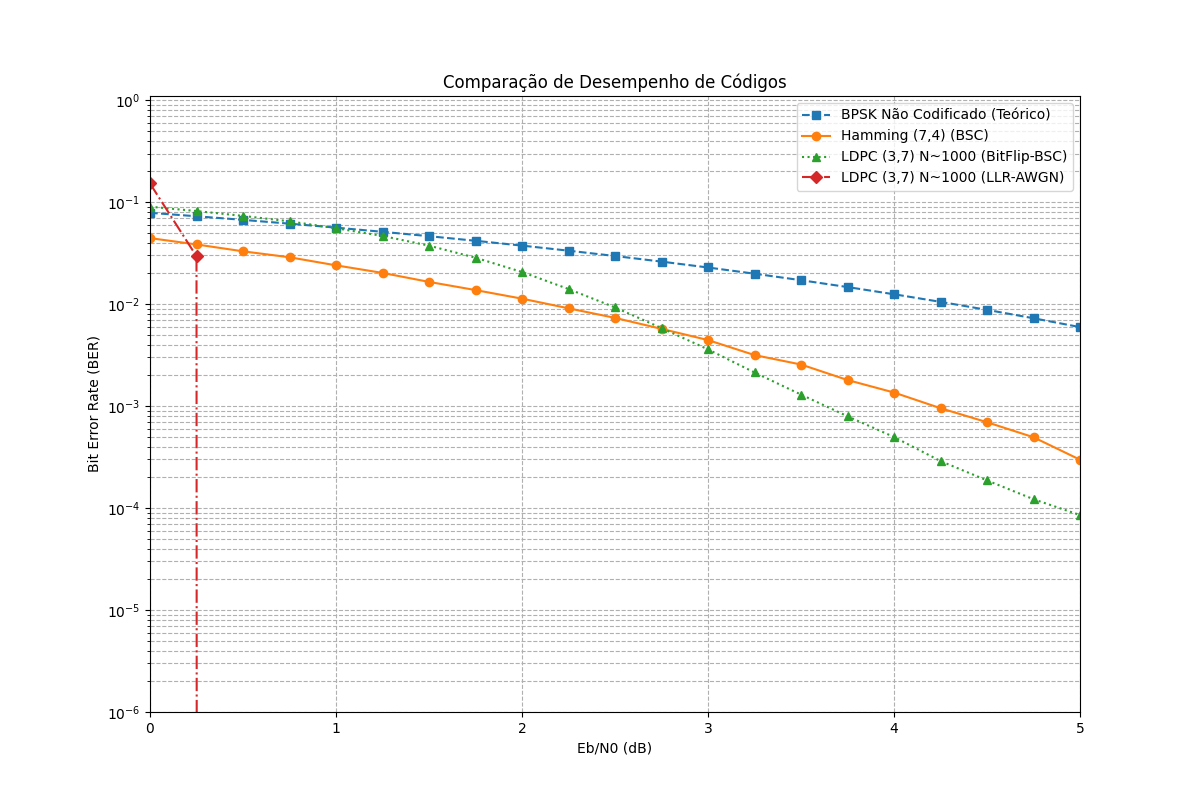 Comparação de Desempenho de Códigos
BPSK Não Codificado (Teórico)
Hamming (7,4) (BSC)
LDPC (3,7) N~1000 (BitFlip-BSC)
LDPC (3,7) N~1000 (LLR-AWGN)
Bit Error Rate (BER)
10⁰
10⁻¹
10⁻²
10⁻³
10⁻⁴
10⁻⁵
10⁻⁶
0 1 2 3 4 5
Eb/N0 (dB)